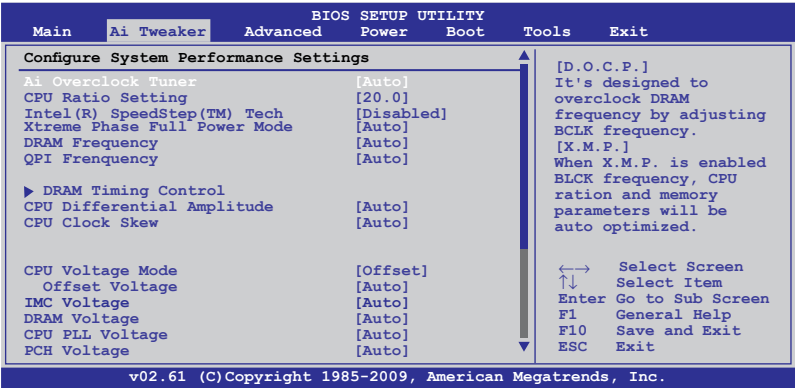 BIOS SETUP UTILITY
Main Ai Tweaker Advanced Power Boot Tools Exit
Configure System Performance Settings
Ai Overclock Tuner [Auto]
CPU Ratio Setting [20.0]
Intel(R) SpeedStep(TM) Tech [Disabled]
Xtreme Phase Full Power Mode [Auto]
DRAM Frequency [Auto]
QPI Frenquency [Auto]
▶ DRAM Timing Control
CPU Differential Amplitude [Auto]
CPU Clock Skew [Auto]
CPU Voltage Mode [Offset]
Offset Voltage [Auto]
IMC Voltage [Auto]
DRAM Voltage [Auto]
CPU PLL Voltage [Auto]
PCH Voltage [Auto]
[D.O.C.P.]
It's designed to
overclock DRAM
frequency by adjusting
BCLK frequency.
[X.M.P.]
When X.M.P. is enabled
BLCK frequency, CPU
ration and memory
parameters will be
auto optimized.
←→ Select Screen
↑↓ Select Item
Enter Go to Sub Screen
F1 General Help
F10 Save and Exit
ESC Exit
v02.61 (C)Copyright 1985-2009, American Megatrends, Inc.